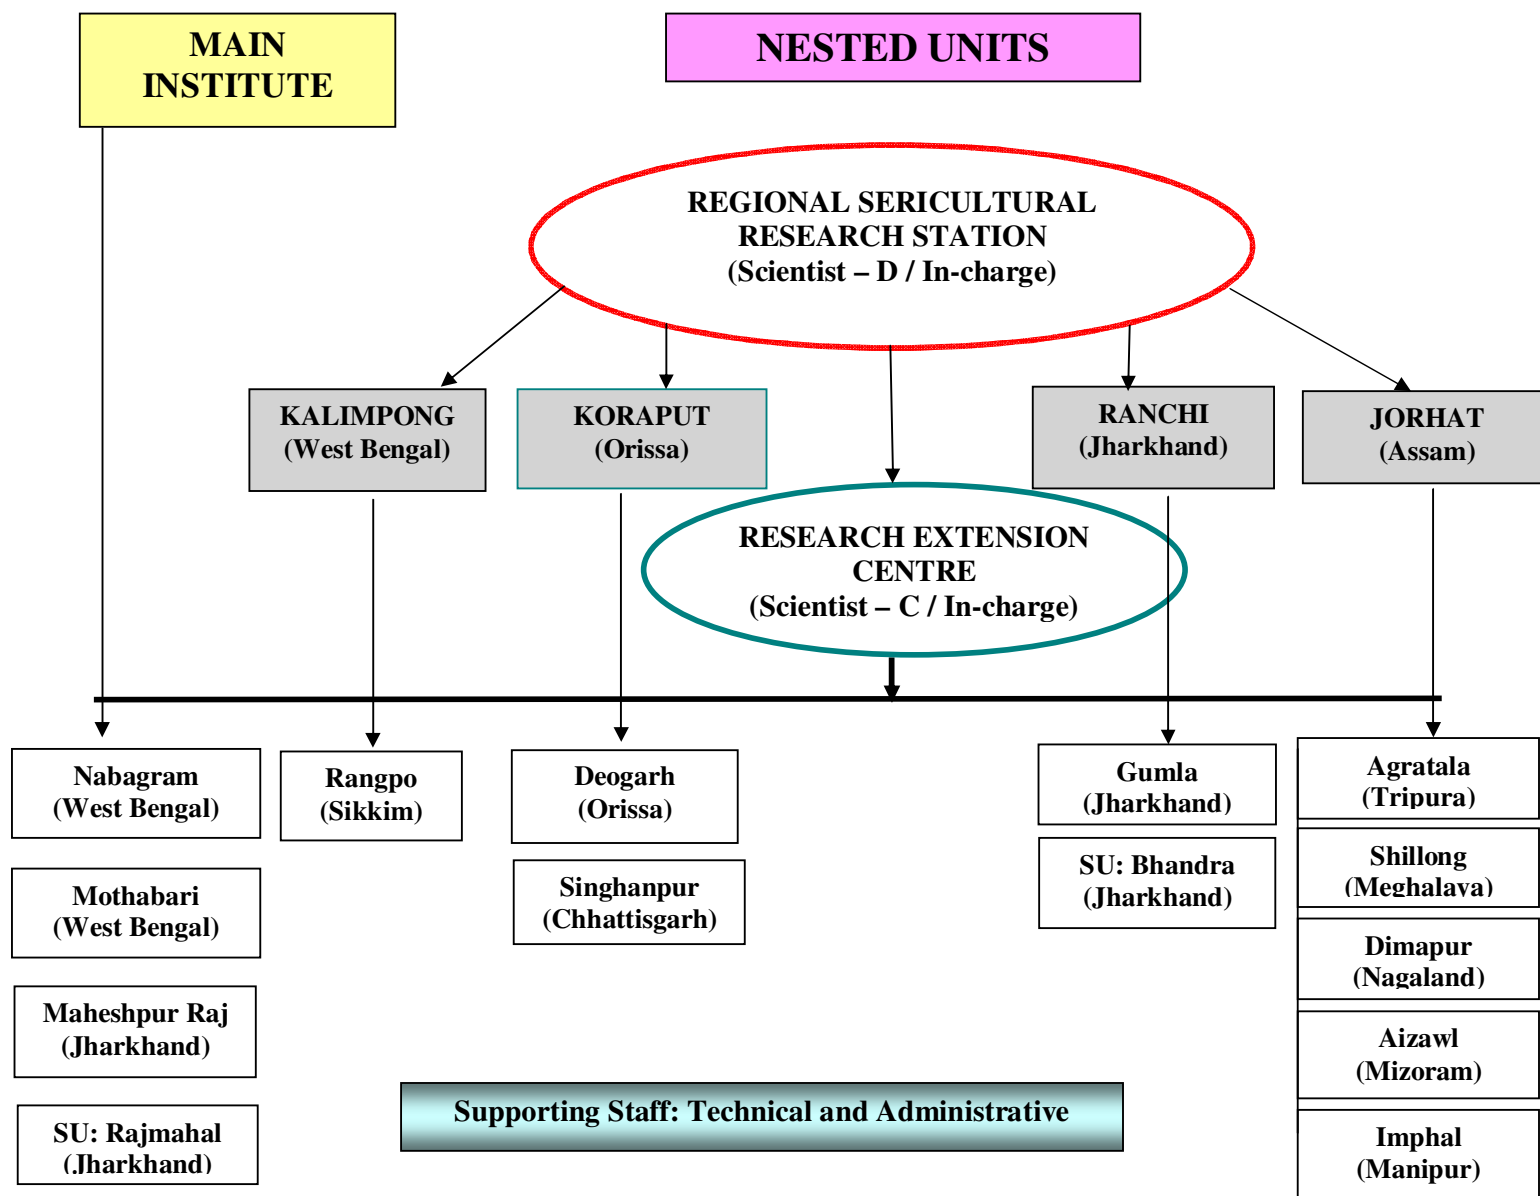 MAIN
INSTITUTE
NESTED UNITS
REGIONAL SERICULTURAL
RESEARCH STATION
(Scientist – D / In-charge)
KALIMPONG
(West Bengal)
KORAPUT
(Orissa)
RANCHI
(Jharkhand)
JORHAT
(Assam)
RESEARCH EXTENSION
CENTRE
(Scientist – C / In-charge)
Nabagram
(West Bengal)
Mothabari
(West Bengal)
Maheshpur Raj
(Jharkhand)
SU: Rajmahal
(Jharkhand)
Rangpo
(Sikkim)
Deogarh
(Orissa)
Singhanpur
(Chhattisgarh)
Gumla
(Jharkhand)
SU: Bhandra
(Jharkhand)
Agratala
(Tripura)
Shillong
(Meghalaya)
Dimapur
(Nagaland)
Aizawl
(Mizoram)
Imphal
(Manipur)
Supporting Staff: Technical and Administrative